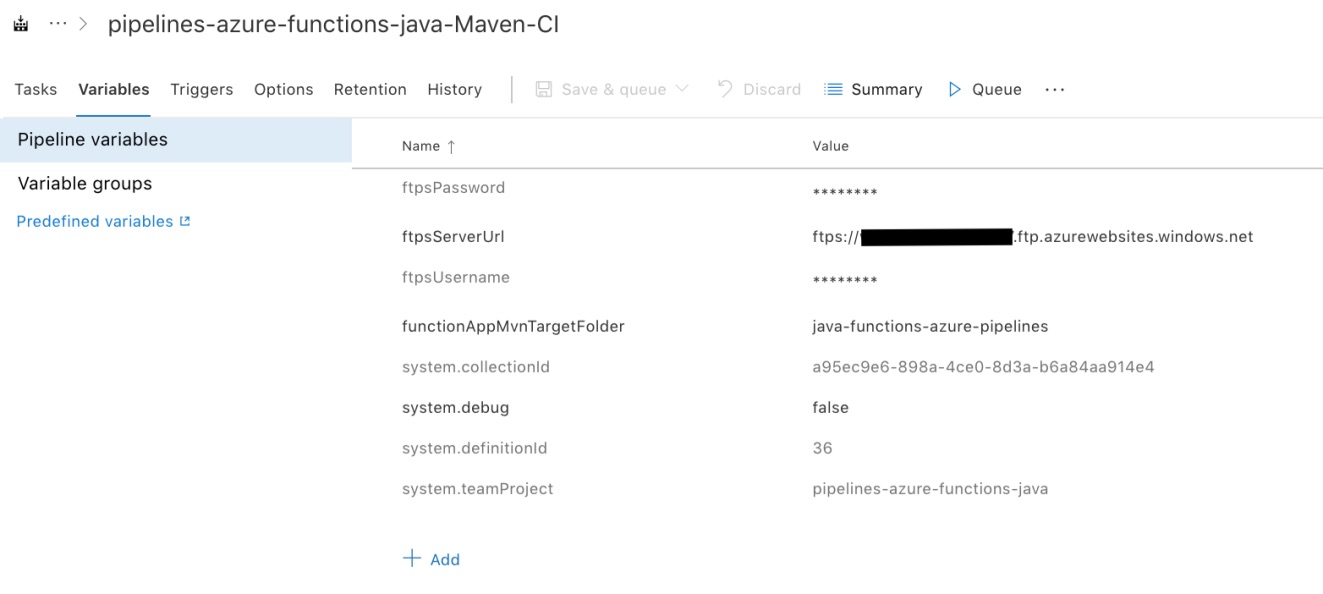 ... > pipelines-azure-functions-java-Maven-CI
Tasks Variables Triggers Options Retention History | Save & queue Discard Summary Queue ...
Pipeline variables
Variable groups
Predefined variables
Name ↑ Value
ftpsPassword ********
ftpsServerUrl ftps:// .ftp.azurewebsites.windows.net
ftpsUsername ********
functionAppMvnTargetFolder java-functions-azure-pipelines
system.collectionId a95ec9e6-898a-4ce0-8d3a-b6a84aa914e4
system.debug false
system.definitionId 36
system.teamProject pipelines-azure-functions-java
+ Add